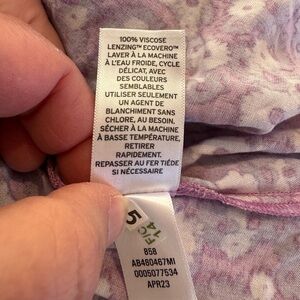 100% VISCOSE
LENZING™ ECOVERO™
LAVER À LA MACHINE
À L'EAU FROIDE, CYCLE
DÉLICAT, AVEC
DES COULEURS
SEMBLABLES
UTILISER SEULEMENT
UN AGENT DE
BLANCHIMENT SANS
CHLORE, AU BESOIN.
SÉCHER À LA MACHINE
À BASSE TEMPÉRATURE,
RETIRER
RAPIDEMENT.
REPASSER AU FER TIÈDE
SI NÉCESSAIRE
5
F/C
14
858
AB480467MI
0005077534
APR23